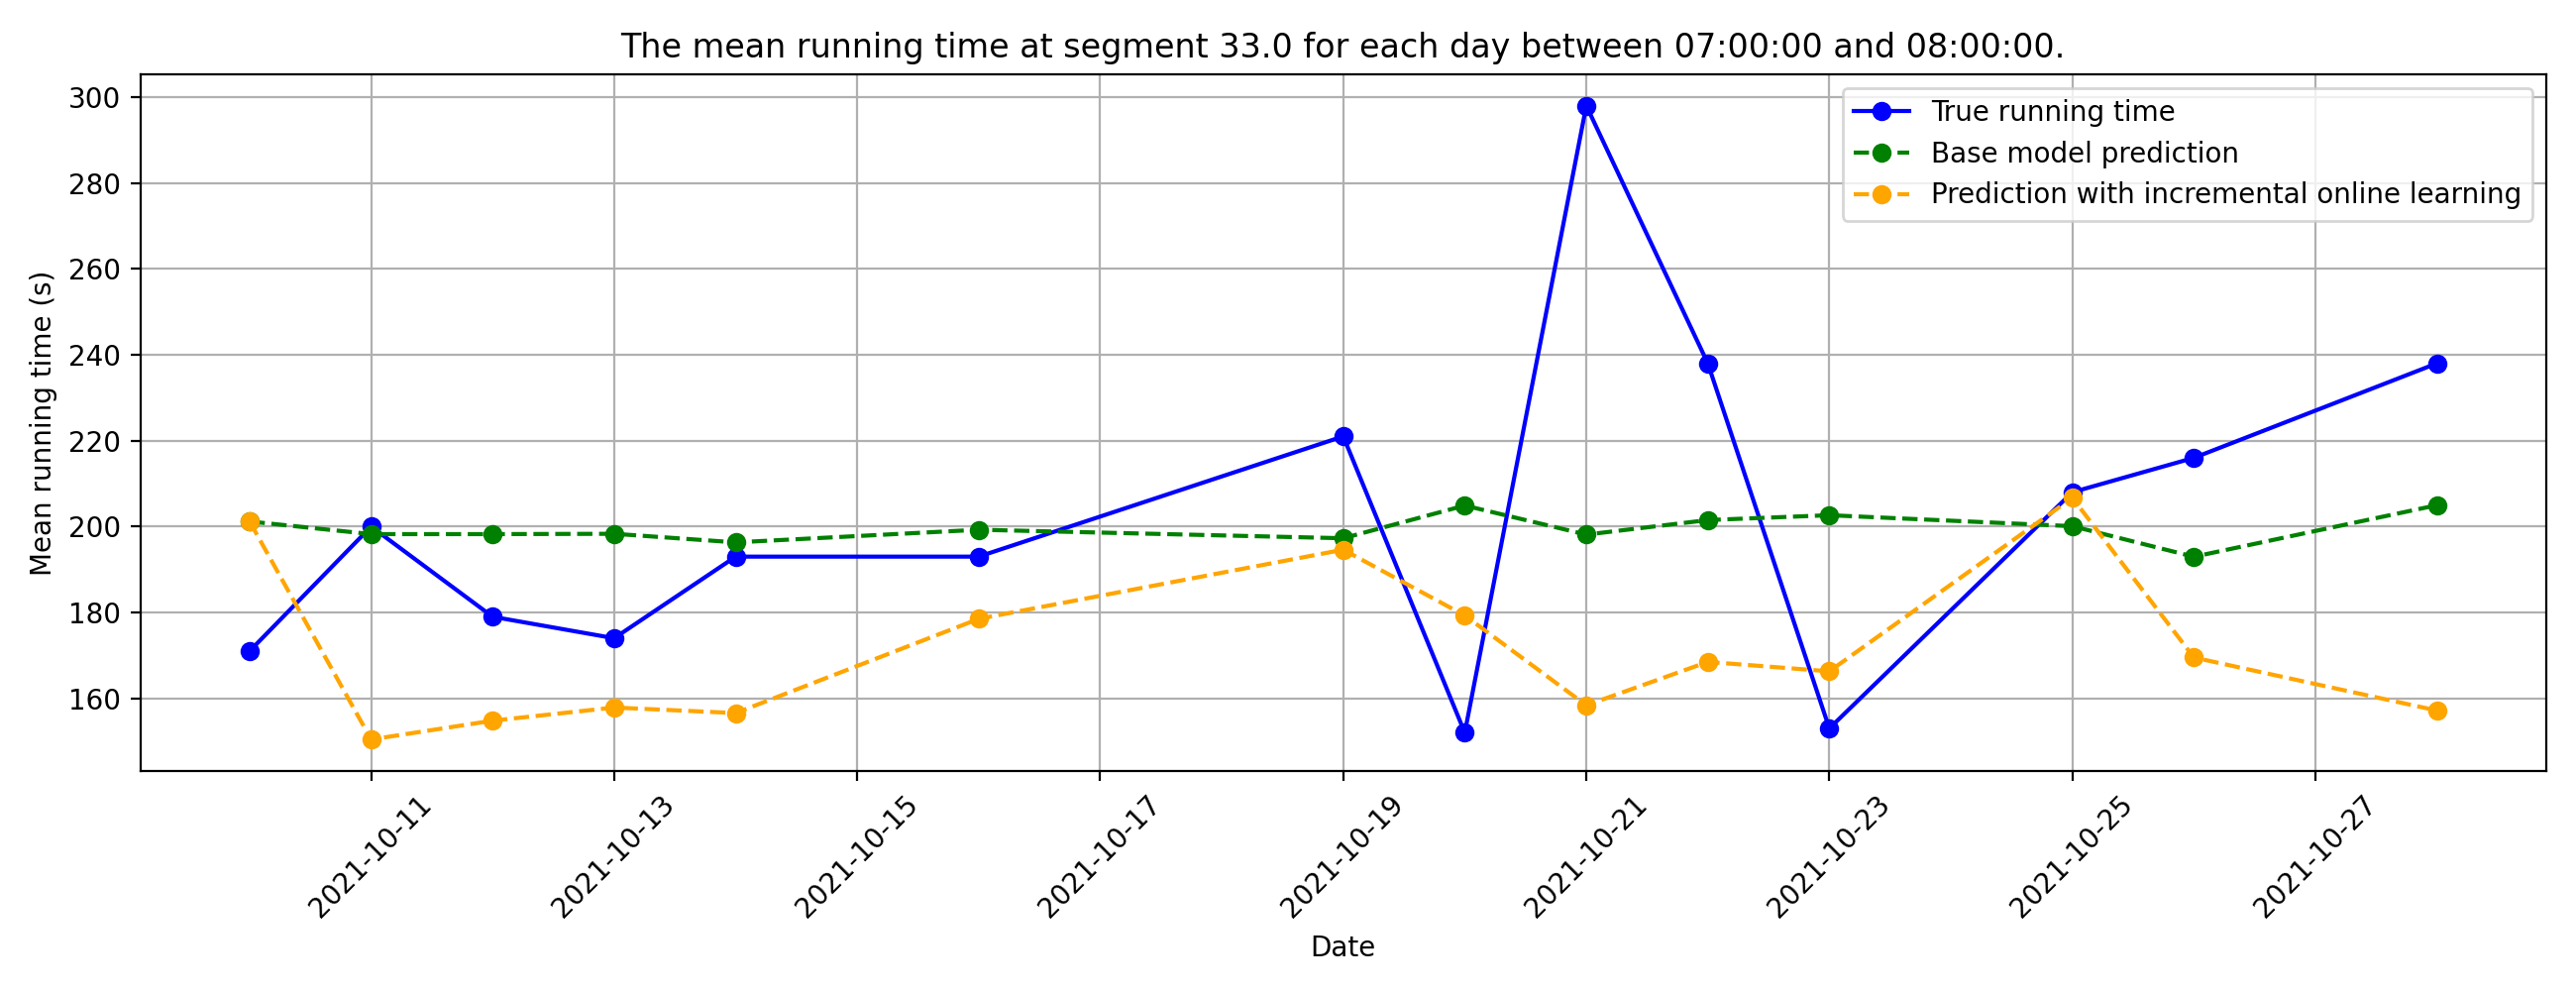 The mean running time at segment 33.0 for each day between 07:00:00 and 08:00:00.
True running time
Base model prediction
Prediction with incremental online learning
Mean running time (s)
300
280
260
240
220
200
180
160
2021-10-11
2021-10-13
2021-10-15
2021-10-17
2021-10-19
2021-10-21
2021-10-23
2021-10-25
2021-10-27
Date